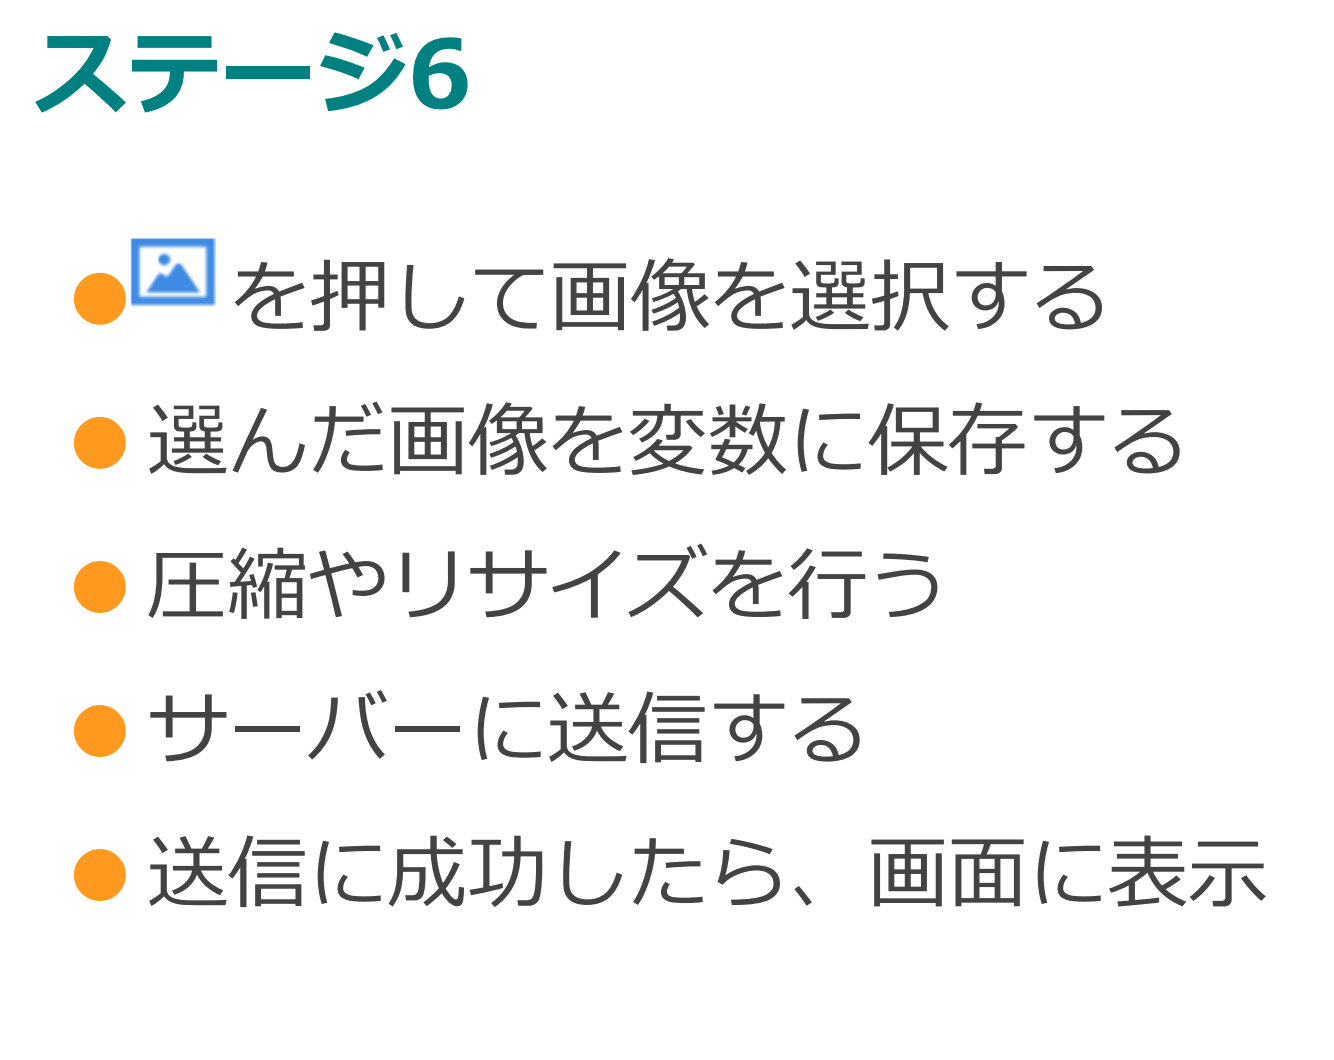 ステージ6
を押して画像を選択する
選んだ画像を変数に保存する
圧縮やリサイズを行う
サーバーに送信する
送信に成功したら、画面に表示